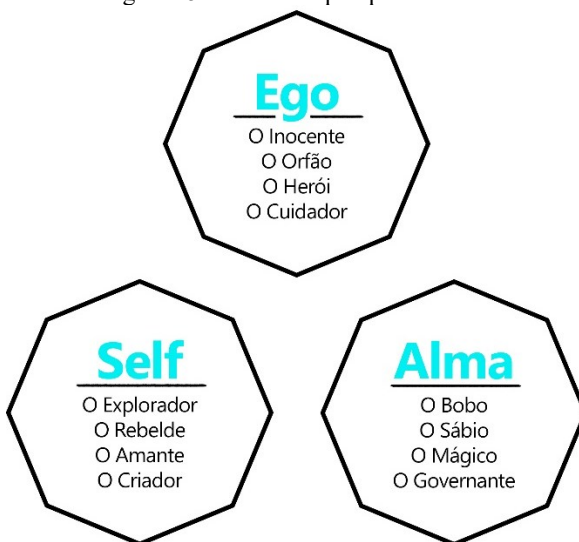 Ego
O Inocente
O Orfão
O Herói
O Cuidador
Self
O Explorador
O Rebelde
O Amante
O Criador
Alma
O Bobo
O Sábio
O Mágico
O Governante